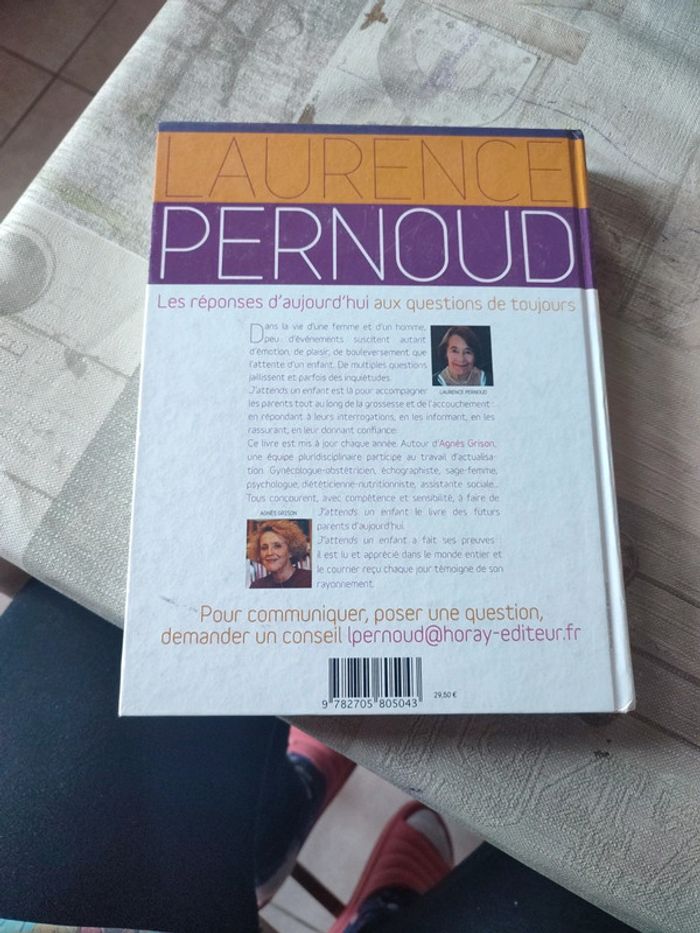 LAURENCE
PERNOUD
Les réponses d'aujourd'hui aux questions de toujours
Dans la vie d'une femme et d'un homme,
peu d'événements suscitent autant
d'émotion, de plaisir, de bouleversement que
l'attente d'un enfant. De multiples questions
jaillissent et parfois des inquiétudes.
LAURENCE PERNOUD
J'attends un enfant est là pour accompagner
les parents tout au long de la grossesse et de l'accouchement :
en répondant à leurs interrogations, en les informant, en les
rassurant, en leur donnant confiance.
Ce livre est mis à jour chaque année. Autour d'Agnès Grison,
une équipe pluridisciplinaire participe au travail d'actualisa-
tion. Gynécologue-obstétricien, échographiste, sage-femme,
psychologue, diététicienne-nutritionniste, assistante sociale...
Tous concourent, avec compétence et sensibilité, à faire de
AGNÈS GRISON
J'attends un enfant le livre des futurs
parents d'aujourd'hui.
J'attends un enfant a fait ses preuves :
il est lu et apprécié dans le monde entier et
le courrier reçu chaque jour témoigne de son
rayonnement.
Pour communiquer, poser une question,
demander un conseil lpernoud@horay-editeur.fr
9 782705 805043
29,50 €